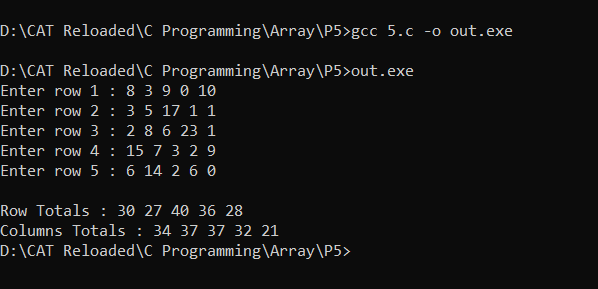 D:\CAT Reloaded\C Programming\Array\P5>gcc 5.c -o out.exe
D:\CAT Reloaded\C Programming\Array\P5>out.exe
Enter row 1 : 8 3 9 0 10
Enter row 2 : 3 5 17 1 1
Enter row 3 : 2 8 6 23 1
Enter row 4 : 15 7 3 2 9
Enter row 5 : 6 14 2 6 0
Row Totals : 30 27 40 36 28
Columns Totals : 34 37 37 32 21
D:\CAT Reloaded\C Programming\Array\P5>